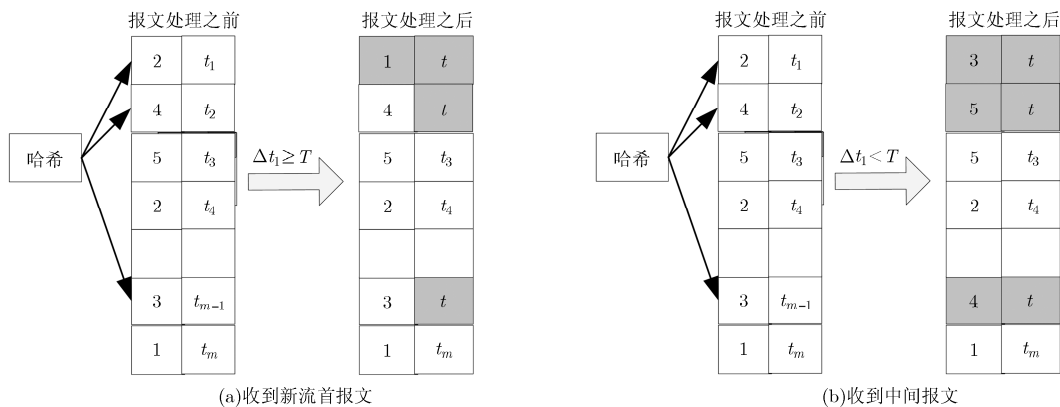 报文处理之前 报文处理之后
2 t₁ 1 t
4 t₂ 4 t
哈希 5 t₃ Δt₁≥T 5 t₃
2 t₄ 2 t₄
3 tₘ₋₁ 3 t
1 tₘ 1 tₘ
(a)收到新流首报文
报文处理之前 报文处理之后
2 t₁ 3 t
4 t₂ 5 t
哈希 5 t₃ Δt₁<T 5 t₃
2 t₄ 2 t₄
3 tₘ₋₁ 4 t
1 tₘ 1 tₘ
(b)收到中间报文